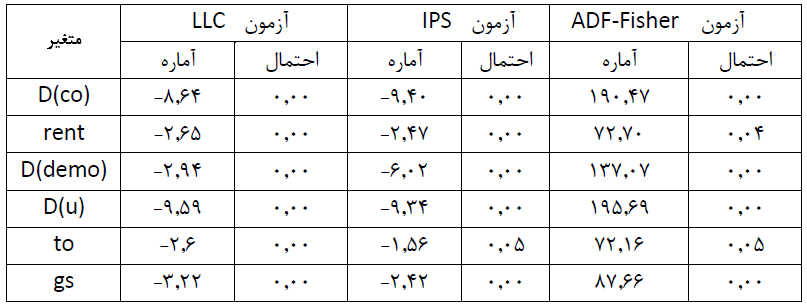 متغیر آزمون LLC آزمون IPS آزمون ADF-Fisher
آماره احتمال آماره احتمال آماره احتمال
D(co) -۸,۶۴ ۰,۰۰ -۹,۴۰ ۰,۰۰ ۱۹۰,۴۷ ۰,۰۰
rent -۲,۶۵ ۰,۰۰ -۲,۴۷ ۰,۰۰ ۷۲,۷۰ ۰,۰۴
D(demo) -۲,۹۴ ۰,۰۰ -۶,۰۲ ۰,۰۰ ۱۳۷,۰۷ ۰,۰۰
D(u) -۹,۵۹ ۰,۰۰ -۹,۳۴ ۰,۰۰ ۱۹۵,۶۹ ۰,۰۰
to -۲,۶ ۰,۰۰ -۱,۵۶ ۰,۰۵ ۷۲,۱۶ ۰,۰۵
gs -۳,۲۲ ۰,۰۰ -۲,۴۲ ۰,۰۰ ۸۷,۶۶ ۰,۰۰